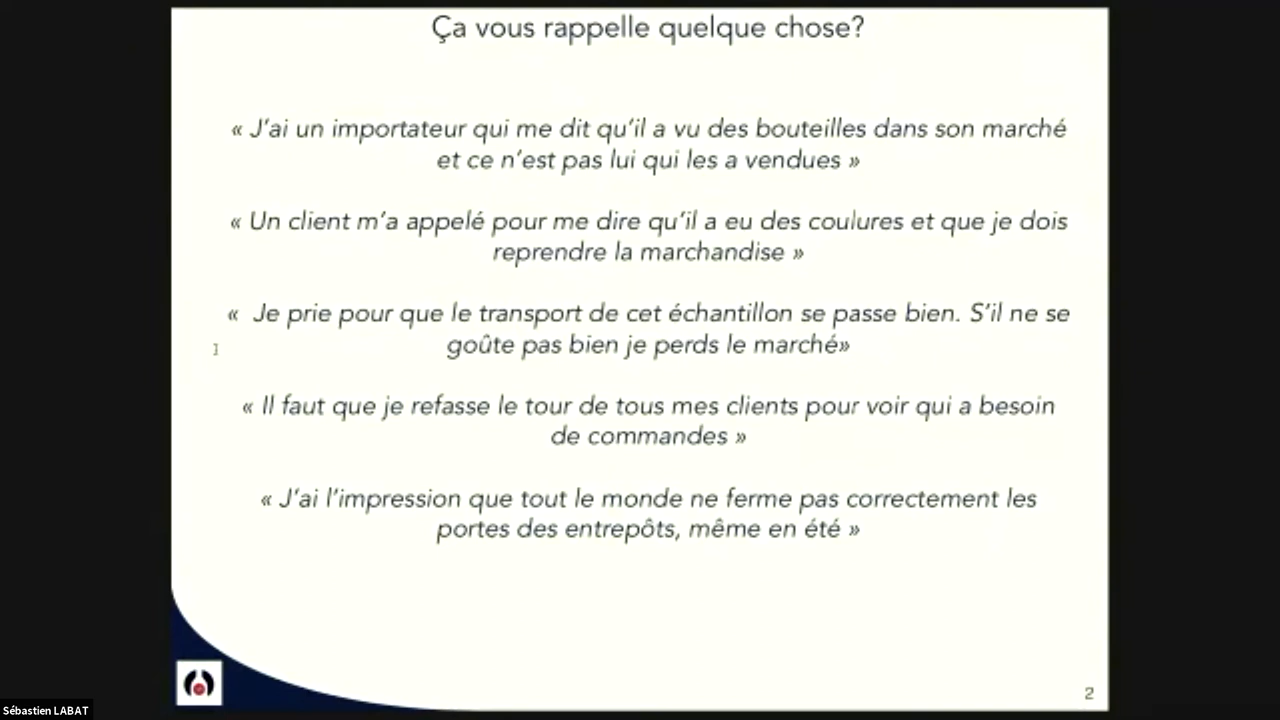 Ça vous rappelle quelque chose?
« J’ai un importateur qui me dit qu’il a vu des bouteilles dans son marché
et ce n’est pas lui qui les a vendues »
« Un client m’a appelé pour me dire qu’il a eu des coulures et que je dois
reprendre la marchandise »
«  Je prie pour que le transport de cet échantillon se passe bien. S’il ne se
goûte pas bien je perds le marché»
« Il faut que je refasse le tour de tous mes clients pour voir qui a besoin
de commandes »
« J’ai l’impression que tout le monde ne ferme pas correctement les
portes des entrepôts, même en été »
2
Sébastien LABAT